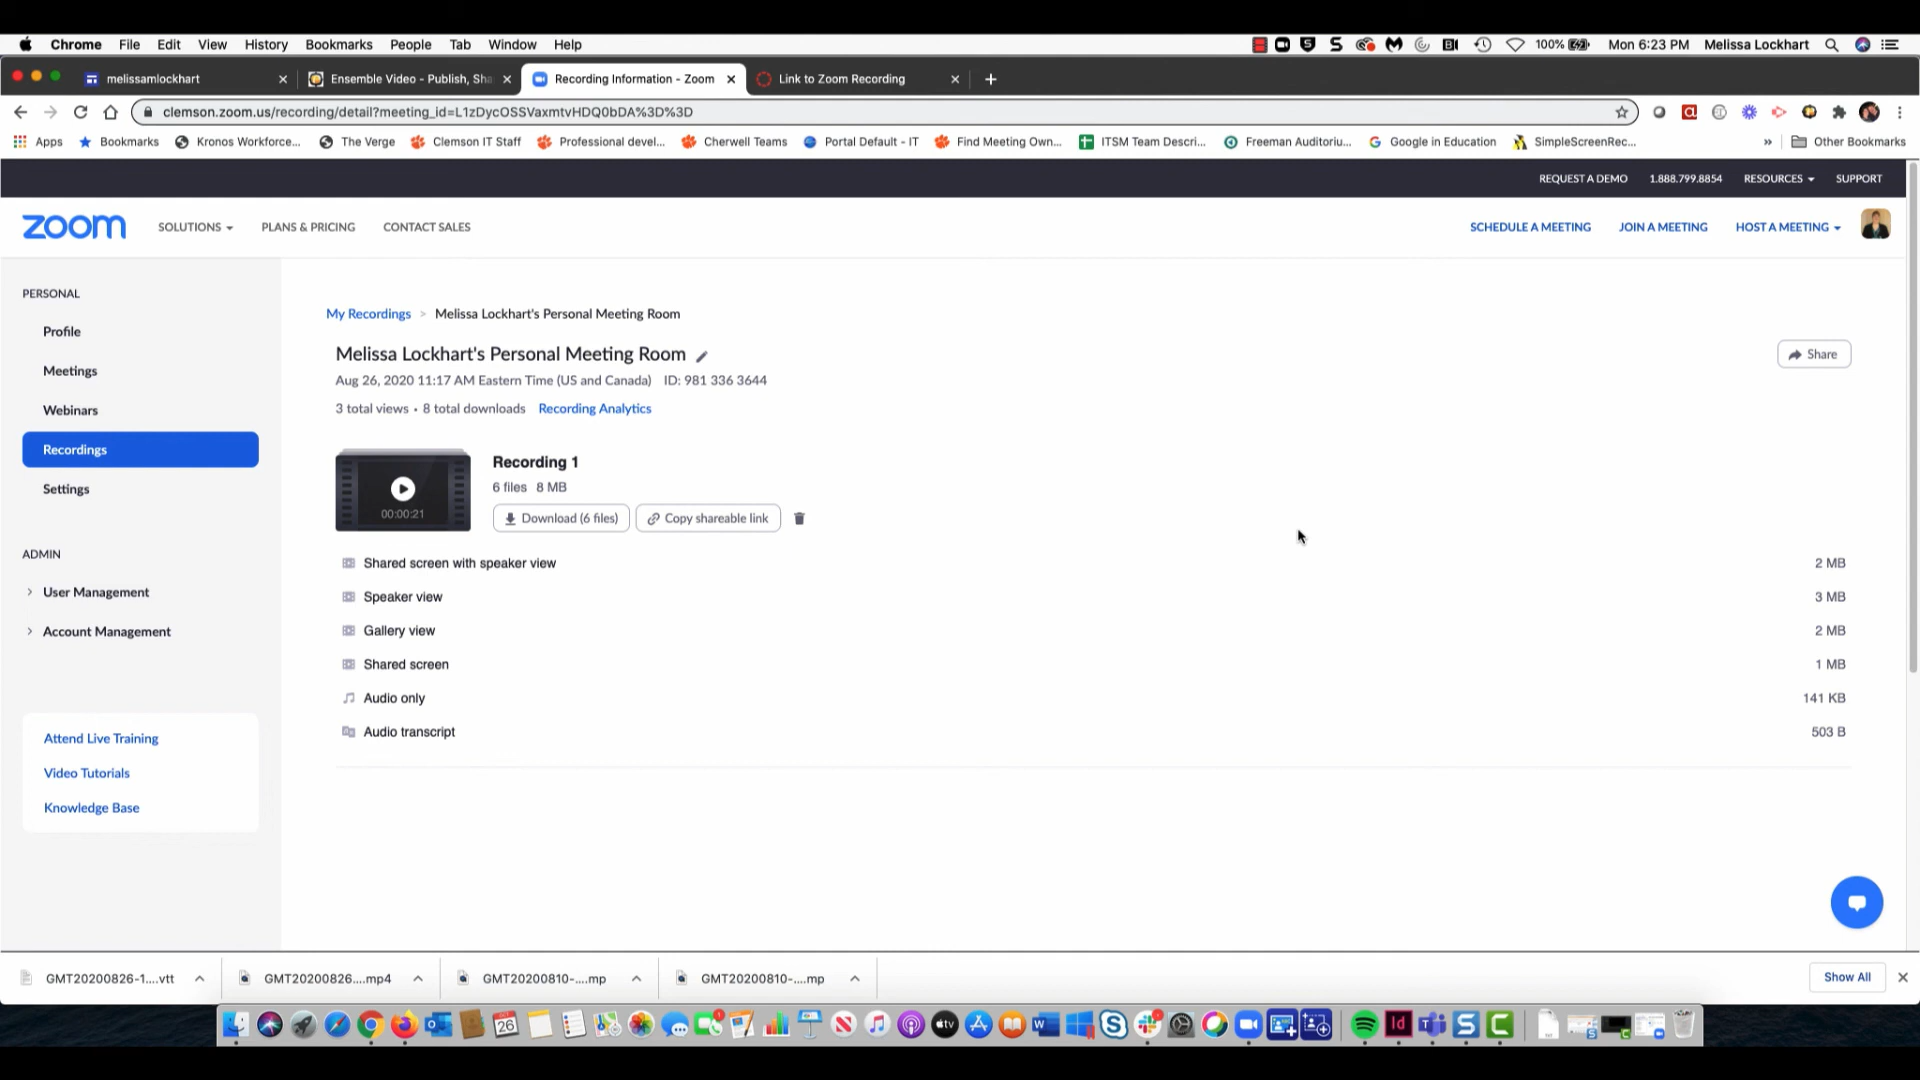 Chrome File Edit View History Bookmarks People Tab Window Help 100% Mon 6:23 PM Melissa Lockhart
melissamlockhart Ensemble Video - Publish, Sha Recording Information - Zoom Link to Zoom Recording
clemson.zoom.us/recording/detail?meeting_id=L1zDycOSSVaxmtvHDQ0bDA%3D%3D
Apps Bookmarks Kronos Workforce... The Verge Clemson IT Staff Professional devel... Cherwell Teams Portal Default - IT Find Meeting Own... ITSM Team Descri... Freeman Auditoriu... Google in Education SimpleScreenRec... » Other Bookmarks
REQUEST A DEMO 1.888.799.8854 RESOURCES SUPPORT
zoom SOLUTIONS PLANS & PRICING CONTACT SALES SCHEDULE A MEETING JOIN A MEETING HOST A MEETING
PERSONAL
Profile
Meetings
Webinars
Recordings
Settings
ADMIN
User Management
Account Management
Attend Live Training
Video Tutorials
Knowledge Base
My Recordings > Melissa Lockhart's Personal Meeting Room
Melissa Lockhart's Personal Meeting Room
Share
Aug 26, 2020 11:17 AM Eastern Time (US and Canada) ID: 981 336 3644
3 total views • 8 total downloads Recording Analytics
00:00:21
Recording 1
6 files 8 MB
Download (6 files) Copy shareable link
Shared screen with speaker view 2 MB
Speaker view 3 MB
Gallery view 2 MB
Shared screen 1 MB
Audio only 141 KB
Audio transcript 503 B
GMT20200826-1....vtt GMT20200826....mp4 GMT20200810-....mp GMT20200810-....mp Show All
26 tv W S Id S C